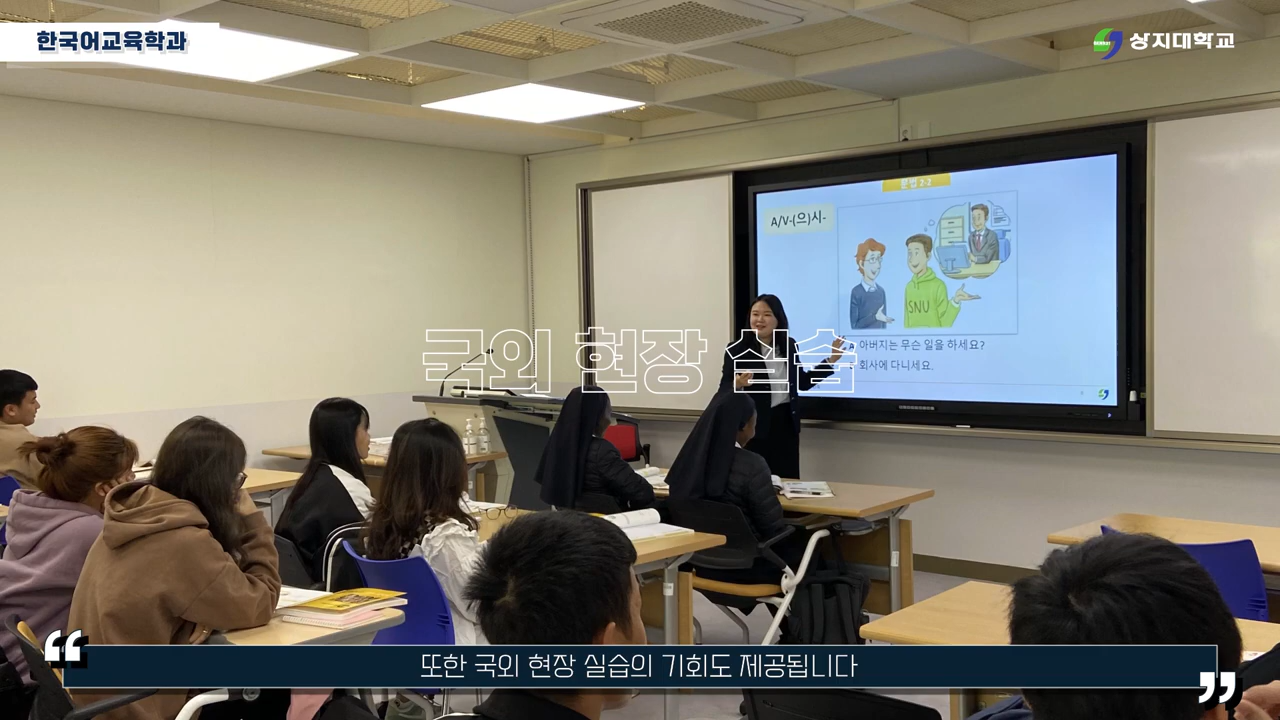 한국어교육학과
상지대학교
문법 2-2
A/V-(으)시-
SNU
아버지는 무슨 일을 하세요?
회사에 다니세요.
국외 현장 실습
또한 국외 현장 실습의 기회도 제공됩니다